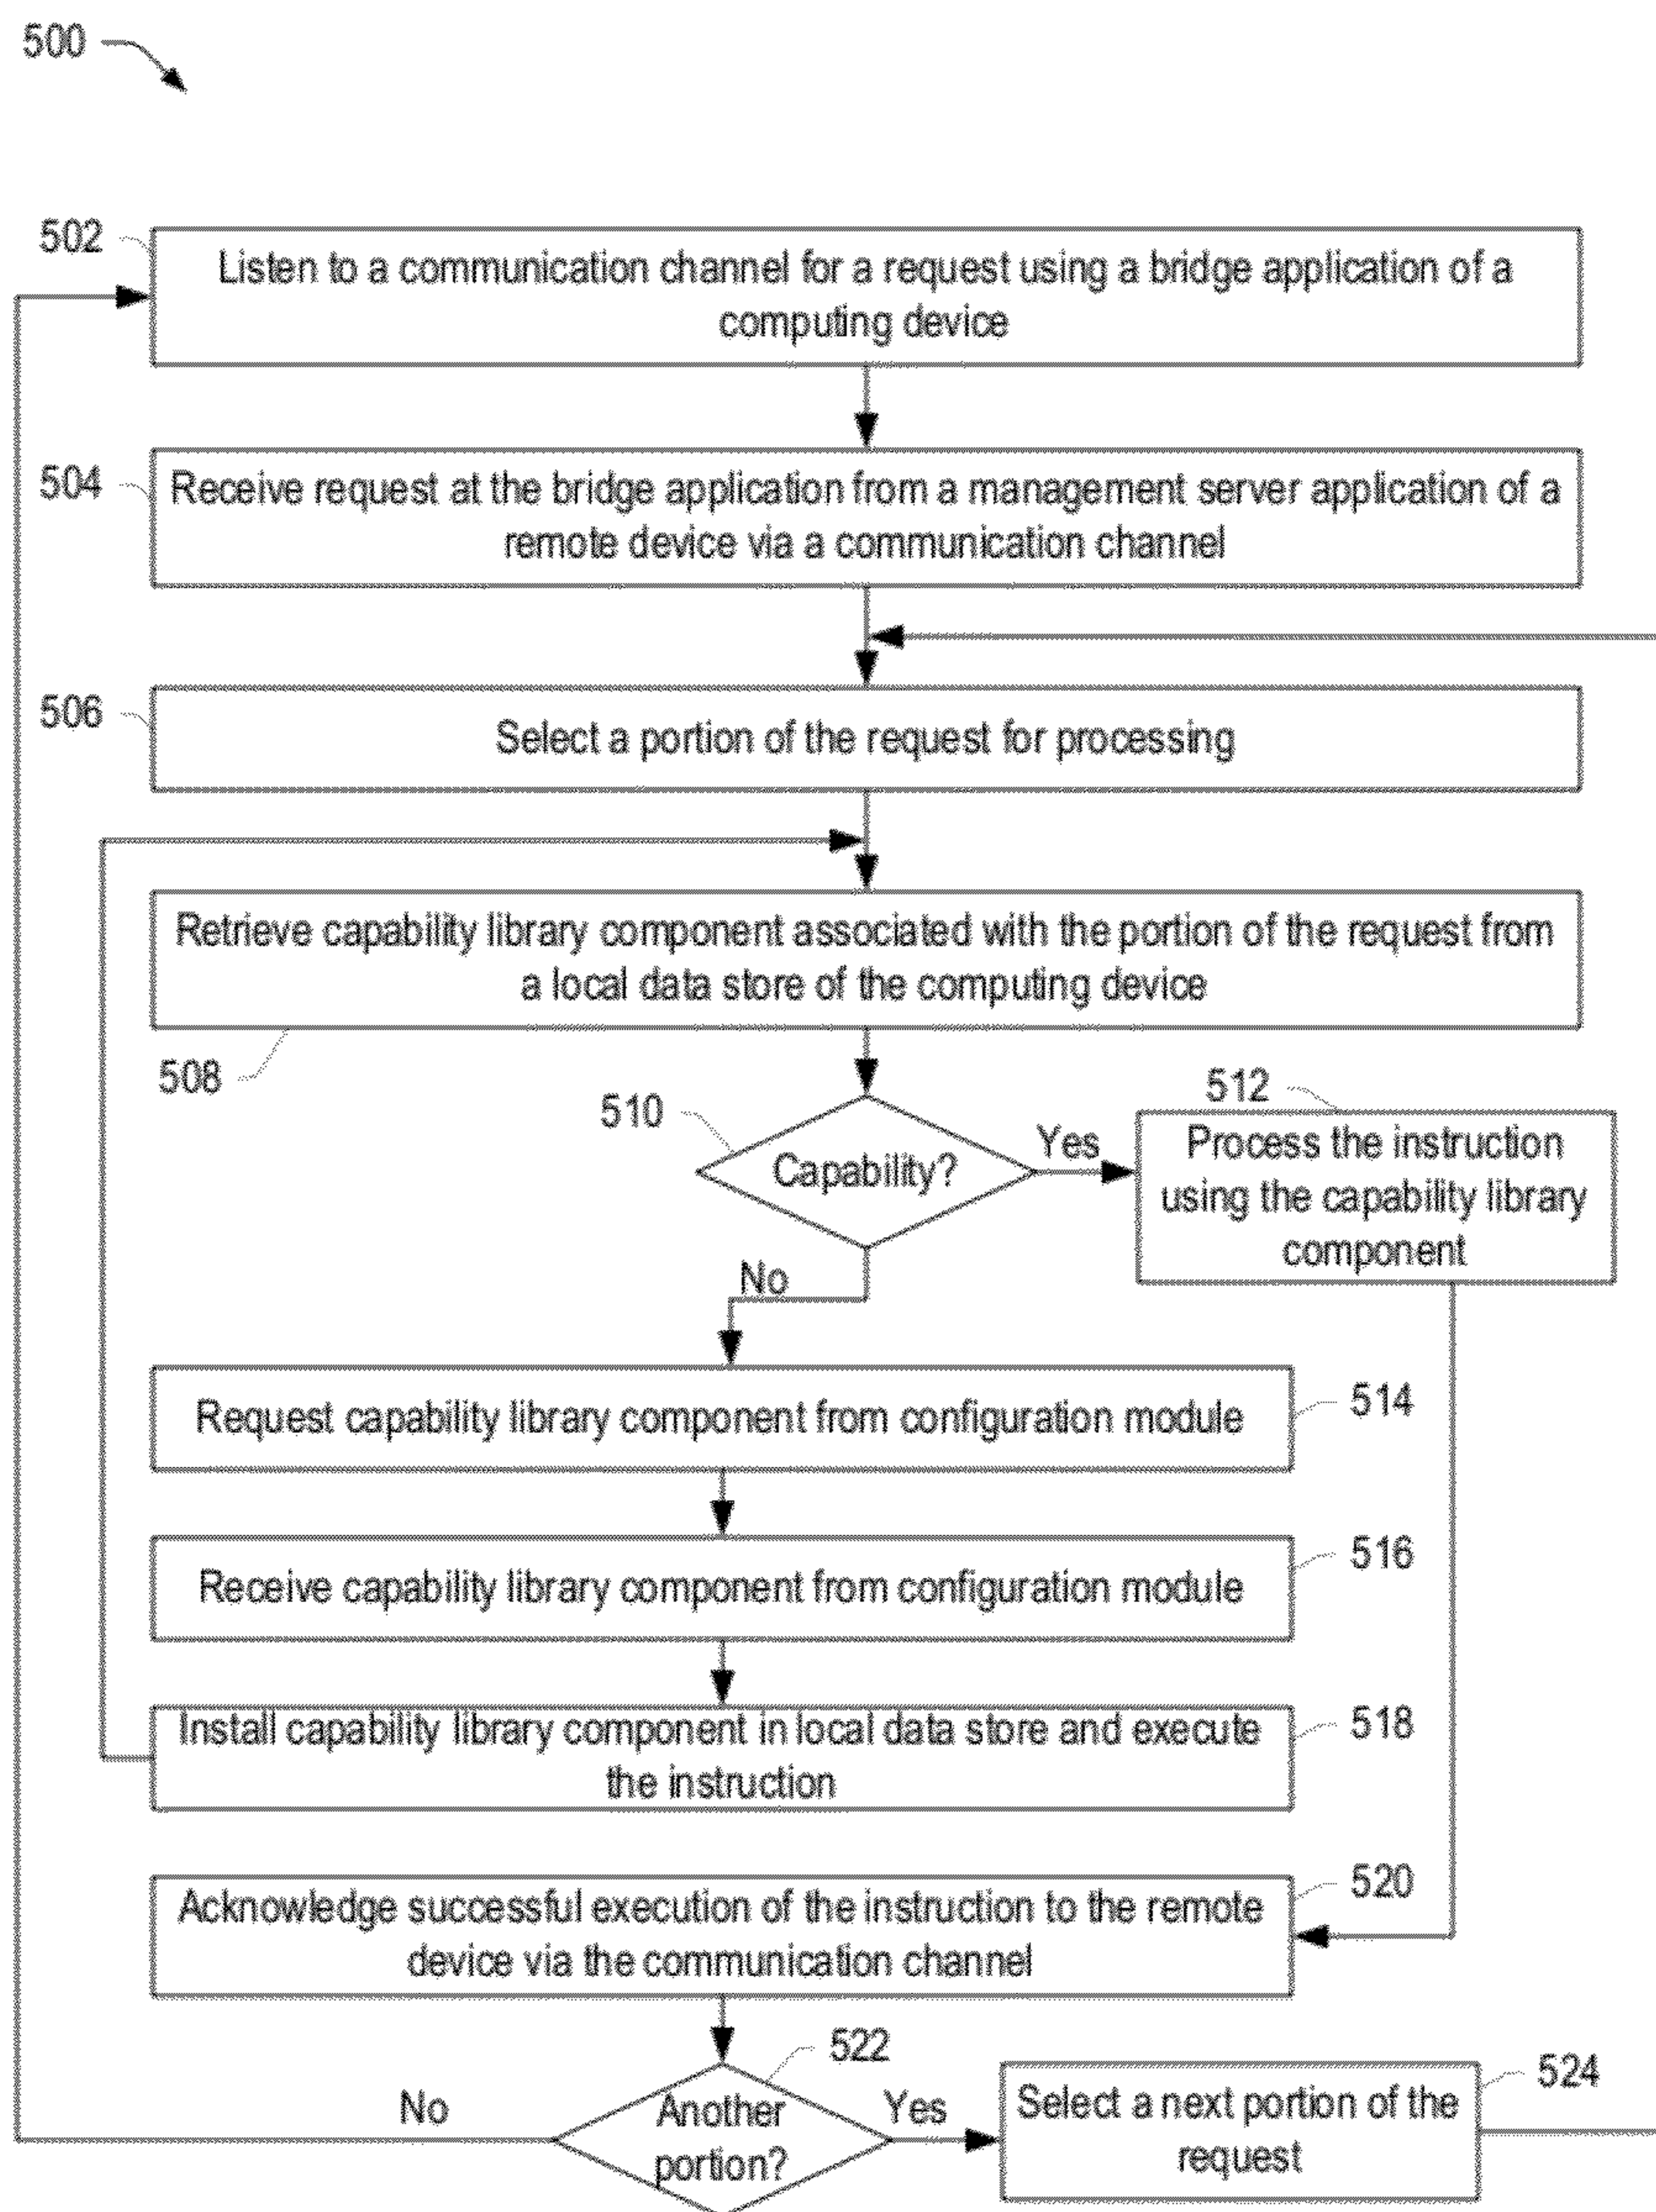 500
502
Listen to a communication channel for a request using a bridge application of a
computing device
504
Receive request at the bridge application from a management server application of a
remote device via a communication channel
506
Select a portion of the request for processing
Retrieve capability library component associated with the portion of the request from
a local data store of the computing device
508
510
Capability?
Yes
512
Process the instruction
using the capability library
component
No
Request capability library component from configuration module
514
Receive capability library component from configuration module
516
Install capability library component in local data store and execute
the instruction
518
Acknowledge successful execution of the instruction to the remote
device via the communication channel
520
522
No
Another
portion?
Yes
Select a next portion of the
request
524